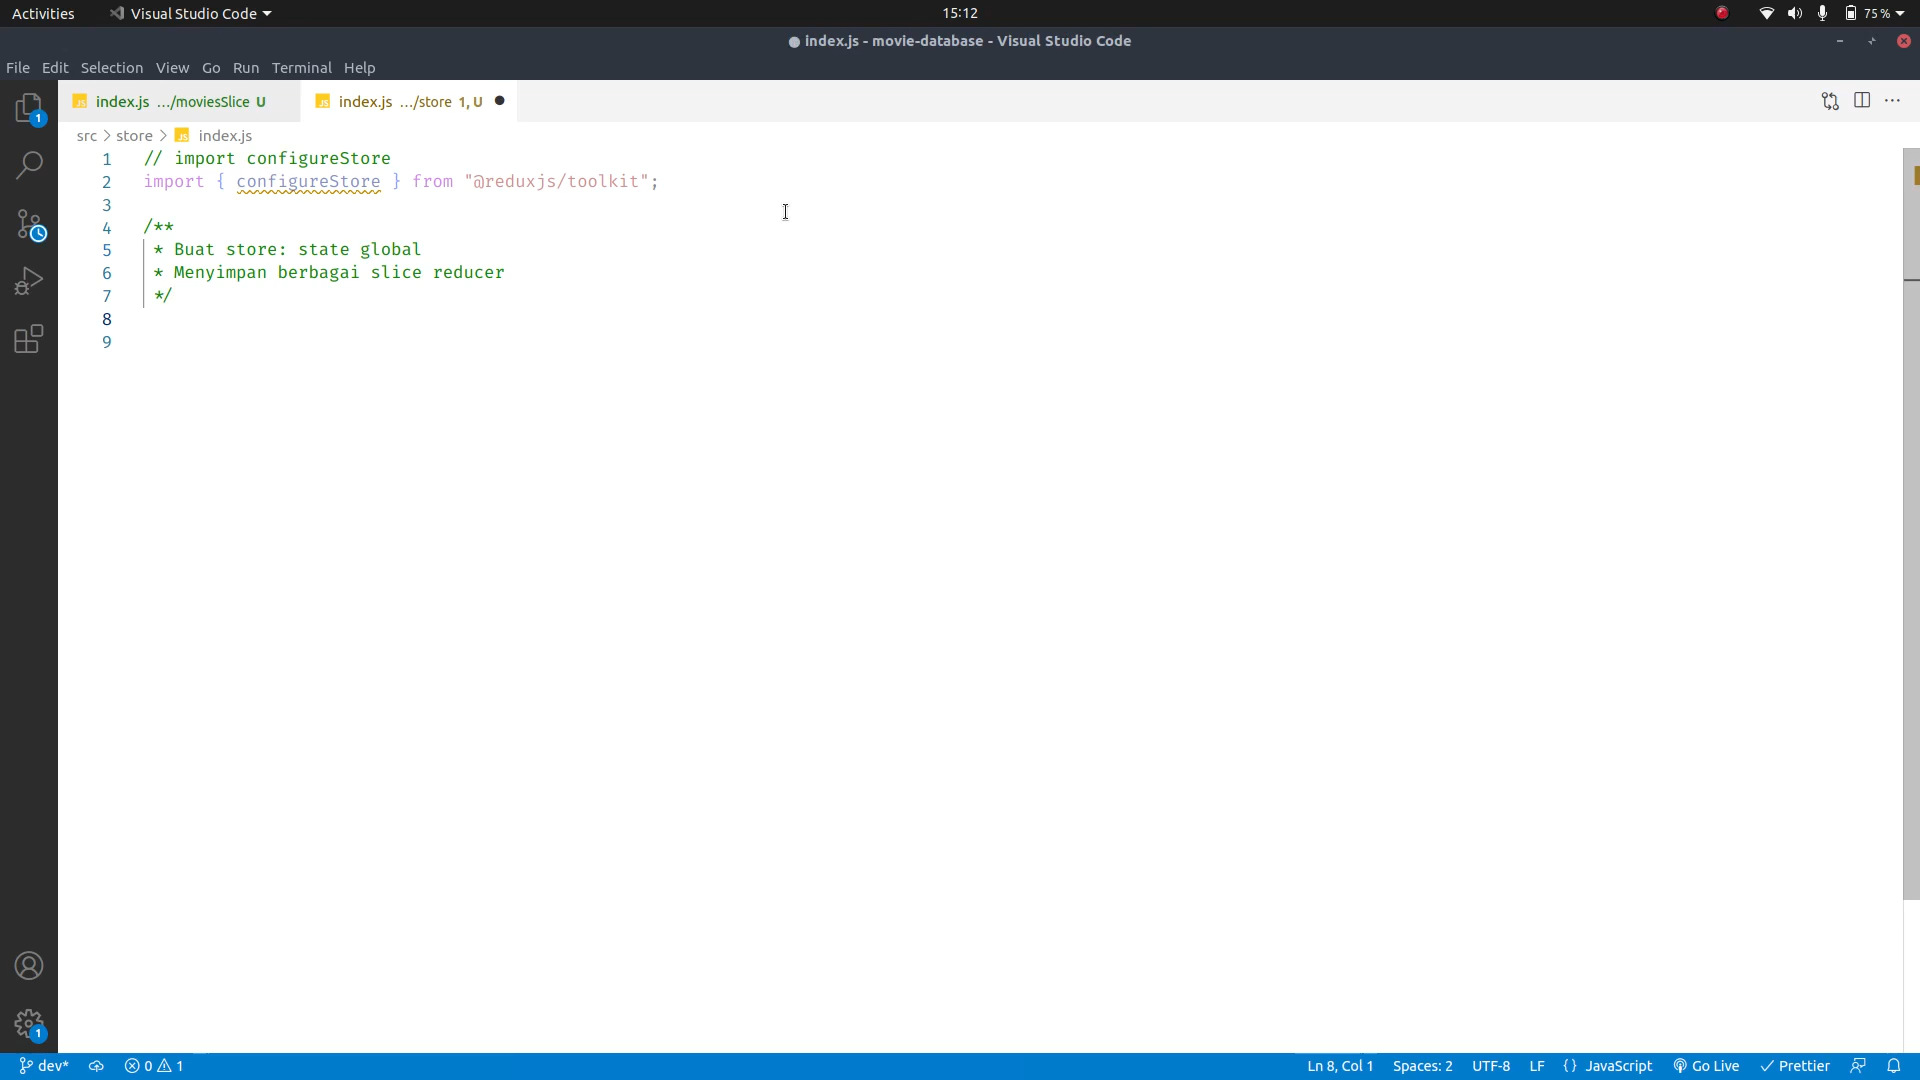 Activities
Visual Studio Code
15:12
75 %
● index.js - movie-database - Visual Studio Code
File Edit Selection View Go Run Terminal Help
index.js .../moviesSlice U
index.js .../store 1, U
src > store > index.js
1 // import configureStore
2 import { configureStore } from "@reduxjs/toolkit";
3
4 /**
5 * Buat store: state global
6 * Menyimpan berbagai slice reducer
7 */
8
9
1
1
dev* 0 1
Ln 8, Col 1 Spaces: 2 UTF-8 LF {} JavaScript Go Live Prettier